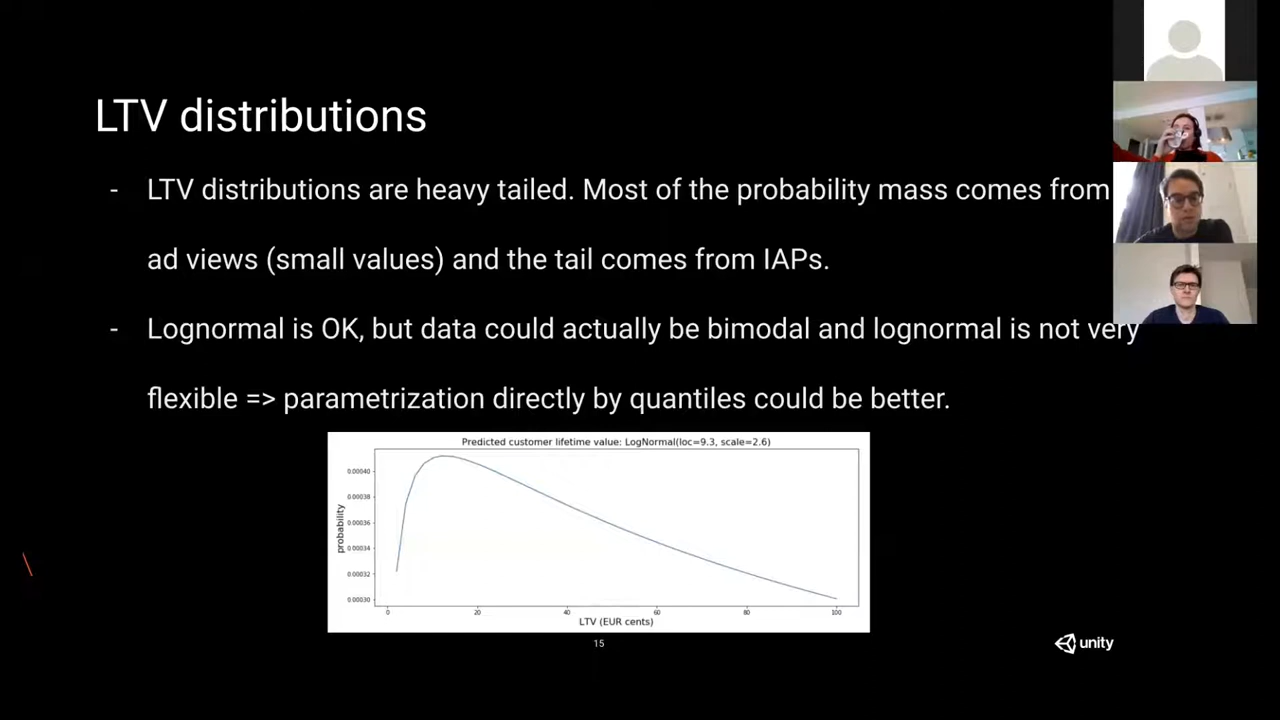 LTV distributions
- LTV distributions are heavy tailed. Most of the probability mass comes from
ad views (small values) and the tail comes from IAPs.
- Lognormal is OK, but data could actually be bimodal and lognormal is not very
flexible => parametrization directly by quantiles could be better.
Predicted customer lifetime value: LogNormal(loc=9.3, scale=2.6)
probability
0.00040
0.00038
0.00036
0.00034
0.00032
0.00030
0 20 40 60 80 100
LTV (EUR cents)
15
unity